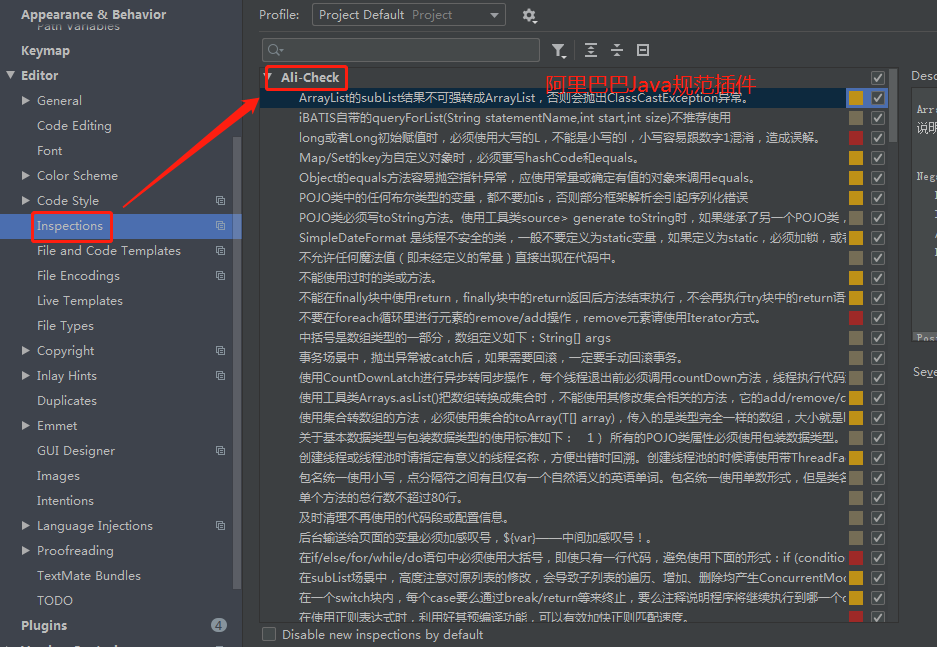 Appearance & Behavior
Path Variables
Keymap
Editor
General
Code Editing
Font
Color Scheme
Code Style
Inspections
File and Code Templates
File Encodings
Live Templates
File Types
Copyright
Inlay Hints
Duplicates
Emmet
GUI Designer
Images
Intentions
Language Injections
Proofreading
TextMate Bundles
TODO
Plugins 4
Profile: Project Default Project
Ali-Check
阿里巴巴Java规范插件
ArrayList的subList结果不可强转成ArrayList，否则会抛出ClassCastException异常。
iBATIS自带的queryForList(String statementName,int start,int size)不推荐使用
long或者Long初始赋值时，必须使用大写的L，不能是小写的l，小写容易跟数字1混淆，造成误解。
Map/Set的key为自定义对象时，必须重写hashCode和equals。
Object的equals方法容易抛空指针异常，应使用常量或确定有值的对象来调用equals。
POJO类中的任何布尔类型的变量，都不要加is，否则部分框架解析会引起序列化错误
POJO类必须写toString方法。使用工具类source> generate toString时，如果继承了另一个POJO类，
SimpleDateFormat 是线程不安全的类，一般不要定义为static变量，如果定义为static，必须加锁，或
不允许任何魔法值（即未经定义的常量）直接出现在代码中。
不能使用过时的类或方法。
不能在finally块中使用return，finally块中的return返回后方法结束执行，不会再执行try块中的return语
不要在foreach循环里进行元素的remove/add操作，remove元素请使用Iterator方式。
中括号是数组类型的一部分，数组定义如下：String[] args
事务场景中，抛出异常被catch后，如果需要回滚，一定要手动回滚事务。
使用CountDownLatch进行异步转同步操作，每个线程退出前必须调用countDown方法，线程执行代码
使用工具类Arrays.asList()把数组转换成集合时，不能使用其修改集合相关的方法，它的add/remove/c
使用集合转数组的方法，必须使用集合的toArray(T[] array)，传入的是类型完全一样的数组，大小就是l
关于基本数据类型与包装数据类型的使用标准如下： 1）所有的POJO类属性必须使用包装数据类型。
创建线程或线程池时请指定有意义的线程名称，方便出错时回溯。创建线程池的时候请使用带ThreadFa
包名统一使用小写，点分隔符之间有且仅有一个自然语义的英语单词。包名统一使用单数形式，但是类名
单个方法的总行数不超过80行。
及时清理不再使用的代码段或配置信息。
后台输送给页面的变量必须加感叹号，${var}——中间加感叹号！。
在if/else/for/while/do语句中必须使用大括号，即使只有一行代码，避免使用下面的形式：if (conditio
在subList场景中，高度注意对原列表的修改，会导致子列表的遍历、增加、删除均产生ConcurrentMoc
在一个switch块内，每个case要么通过break/return等来终止，要么注释说明程序将继续执行到哪一个c
在使用正则表达式时，利用好其预编译功能，可以有效加快正则匹配速度。
Disable new inspections by default
Desc
Arr
说明
Neg
Pos
Seve